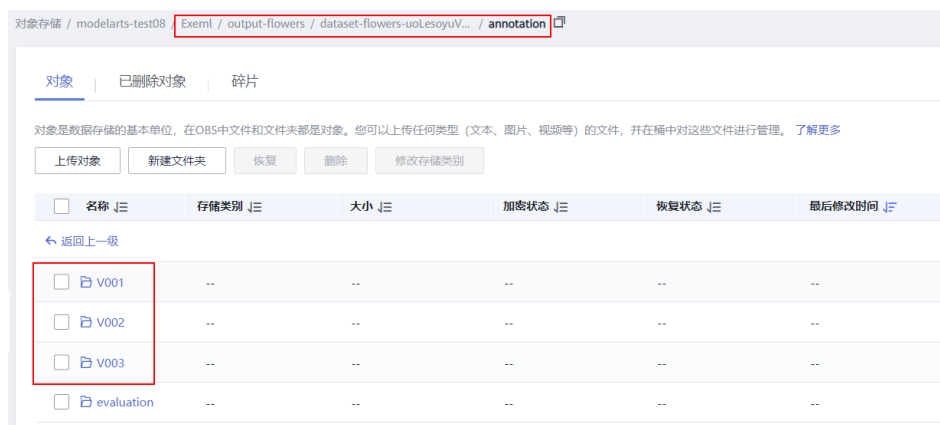 对象存储 / modelarts-test08 / Exeml / output-flowers / dataset-flowers-uoLesoyuV... / annotation
对象 已删除对象 碎片
对象是数据存储的基本单位，在OBS中文件和文件夹都是对象。您可以上传任何类型（文本、图片、视频等）的文件，并在桶中对这些文件进行管理。 了解更多
上传对象 新建文件夹 恢复 删除 修改存储类别
名称 存储类别 大小 加密状态 恢复状态 最后修改时间
返回上一级
V001 -- -- -- -- --
V002 -- -- -- -- --
V003 -- -- -- -- --
evaluation -- -- -- -- --